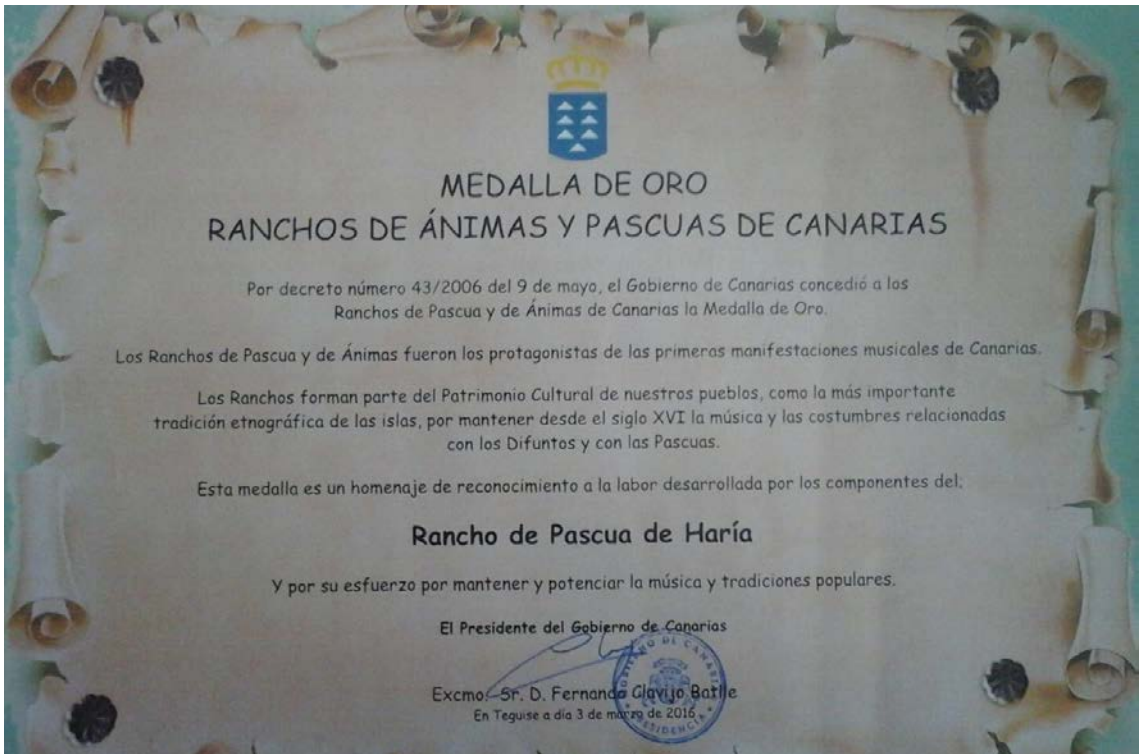 MEDALLA DE ORO
RANCHOS DE ÁNIMAS Y PASCUAS DE CANARIAS
Por decreto número 43/2006 del 9 de mayo, el Gobierno de Canarias concedió a los
Ranchos de Pascua y de Ánimas de Canarias la Medalla de Oro.
Los Ranchos de Pascua y de Ánimas fueron los protagonistas de las primeras manifestaciones musicales de Canarias.
Los Ranchos forman parte del Patrimonio Cultural de nuestros pueblos, como la más importante
tradición etnográfica de las islas, por mantener desde el siglo XVI la música y las costumbres relacionadas
con los Difuntos y con las Pascuas.
Esta medalla es un homenaje de reconocimiento a la labor desarrollada por los componentes del:
Rancho de Pascua de Haría
Y por su esfuerzo por mantener y potenciar la música y tradiciones populares.
El Presidente del Gobierno de Canarias
GOBIERNO DE CANARIAS
PRESIDENCIA
Excmo. Sr. D. Fernando Clavijo Batlle
En Teguise a día 3 de marzo de 2016